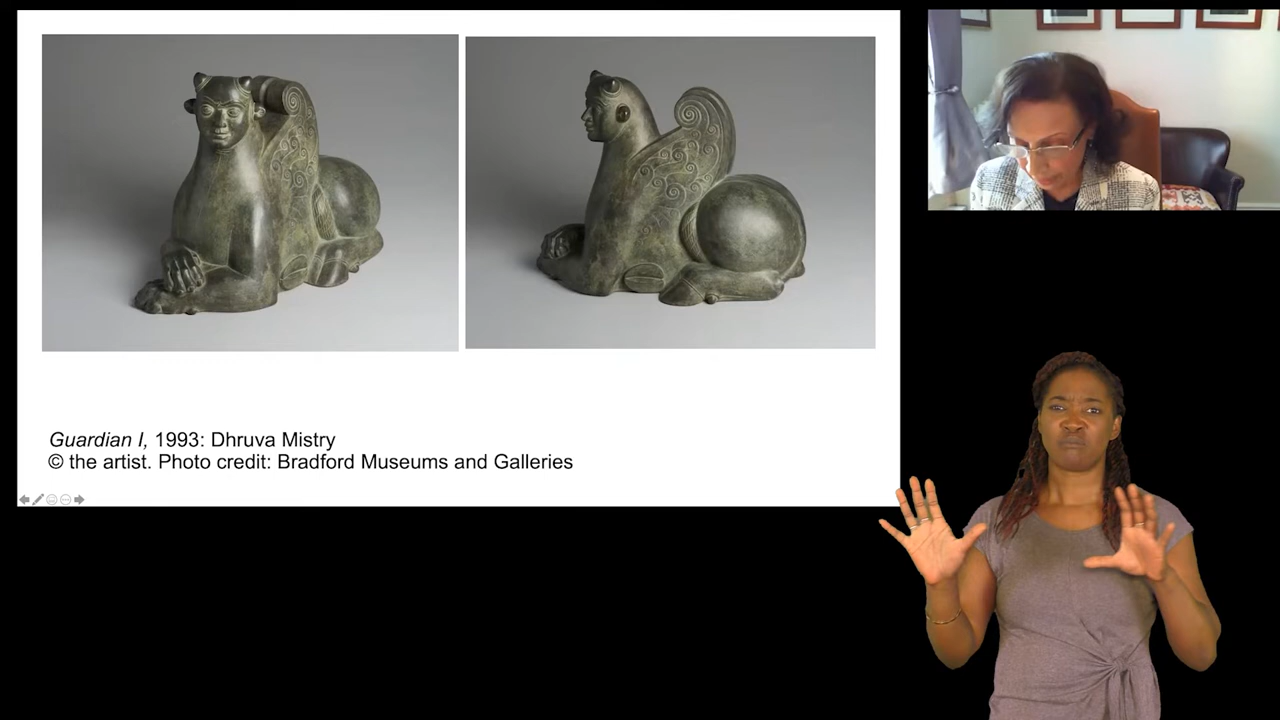 Guardian I, 1993: Dhruva Mistry
© the artist. Photo credit: Bradford Museums and Galleries